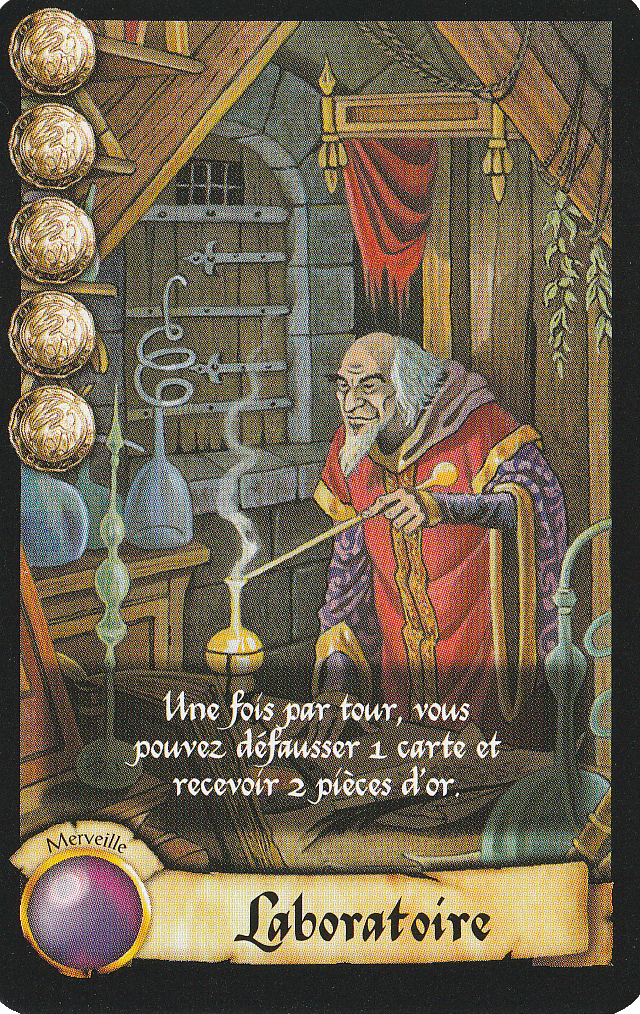 Une fois par tour, vous
pouvez défausser 1 carte et
recevoir 2 pièces d'or.
Merveille
Laboratoire